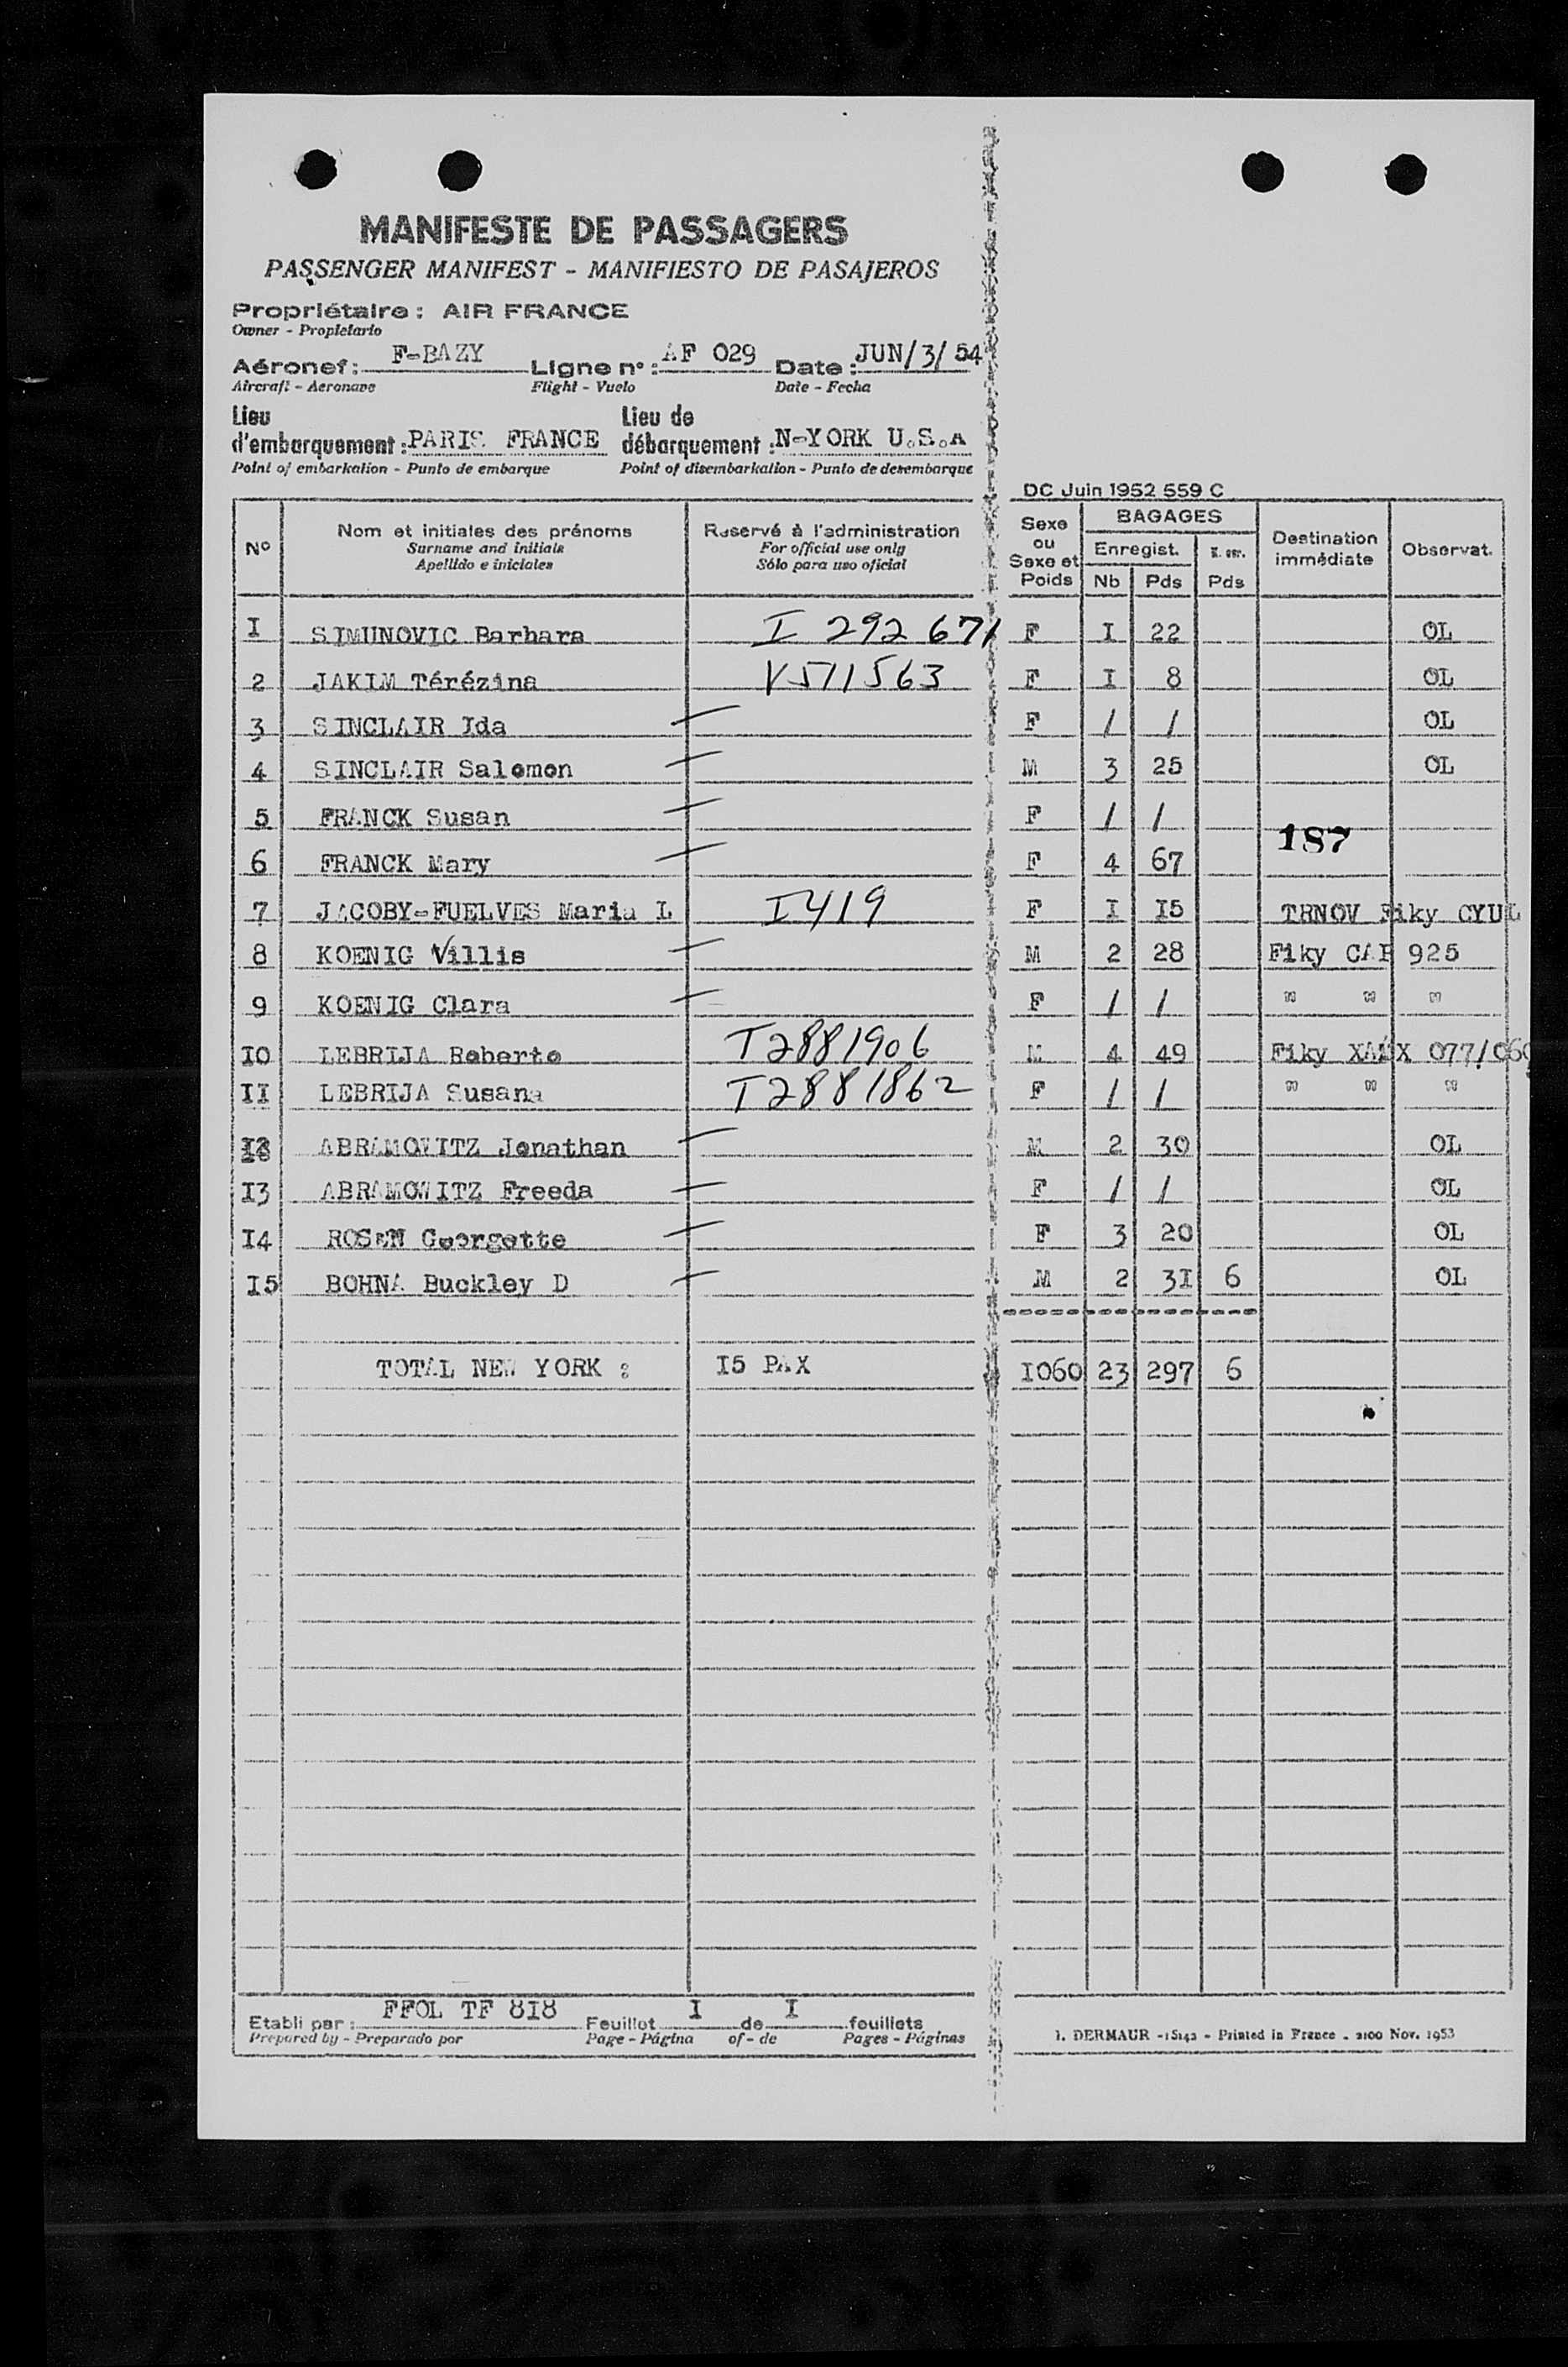 MANIFESTE DE PASSAGERS
PASSENGER MANIFEST - MANIFIESTO DE PASAJEROS
Propriétaire : AIR FRANCE
Owner - Propietario
Aéronef : F-BAZY Ligne n° : AF 029 Date : JUN/3/54
Aircraft - Aeronave Flight - Vuelo Date - Fecha
Lieu d'embarquement : PARIS FRANCE Lieu de débarquement : N-YORK U.S.A
Point of embarkation - Punto de embarque Point of disembarkation - Punto de desembarque
DC Juin 1952 559 C
N° Nom et initiales des prénoms Reservé à l'administration Sexe ou Sexe et Poids BAGAGES Destination immédiate Observat.
Surname and initials For official use only Enregist.
Apellido e iniciales Sólo para uso oficial Nb Pds Pds
I SIMUNOVIC Barbara I 292 671 F I 22 OL
2 JAKIM Térézina V511563 F I 8 OL
3 SINCLAIR Ida — F / / OL
4 SINCLAIR Salomon — M 3 25 OL
5 FRANCK Susan — F / /
187
6 FRANCK Mary — F 4 67
7 JACOBY-FUELVES Maria L I419 F I I5 TRNOV Fiky CYUL
8 KOENIG Villis — M 2 28 Fiky CAP 925
9 KOENIG Clara — F / / " " "
I0 LEBRIJA Roberto T2881906 M 4 49 Fiky 077/
II LEBRIJA Susana T2881862 F / / " " "
I2 ABRAMOWITZ Jonathan — M 2 30 OL
I3 ABRAMOWITZ Freeda — F / / OL
I4 ROSEN Georgette — F 3 20 OL
I5 BOHNA Buckley D — M 2 3I 6 OL
TOTAL NEW YORK : I5 PAX I060 23 297 6
Etabli par : FFOL TF 8I8 Feuillet I de I feuillets
Prepared by - Preparado por Page - Página of - de Pages - Páginas
I. DERMAUR - 15142 - Printed in France - 2100 Nov. 1953